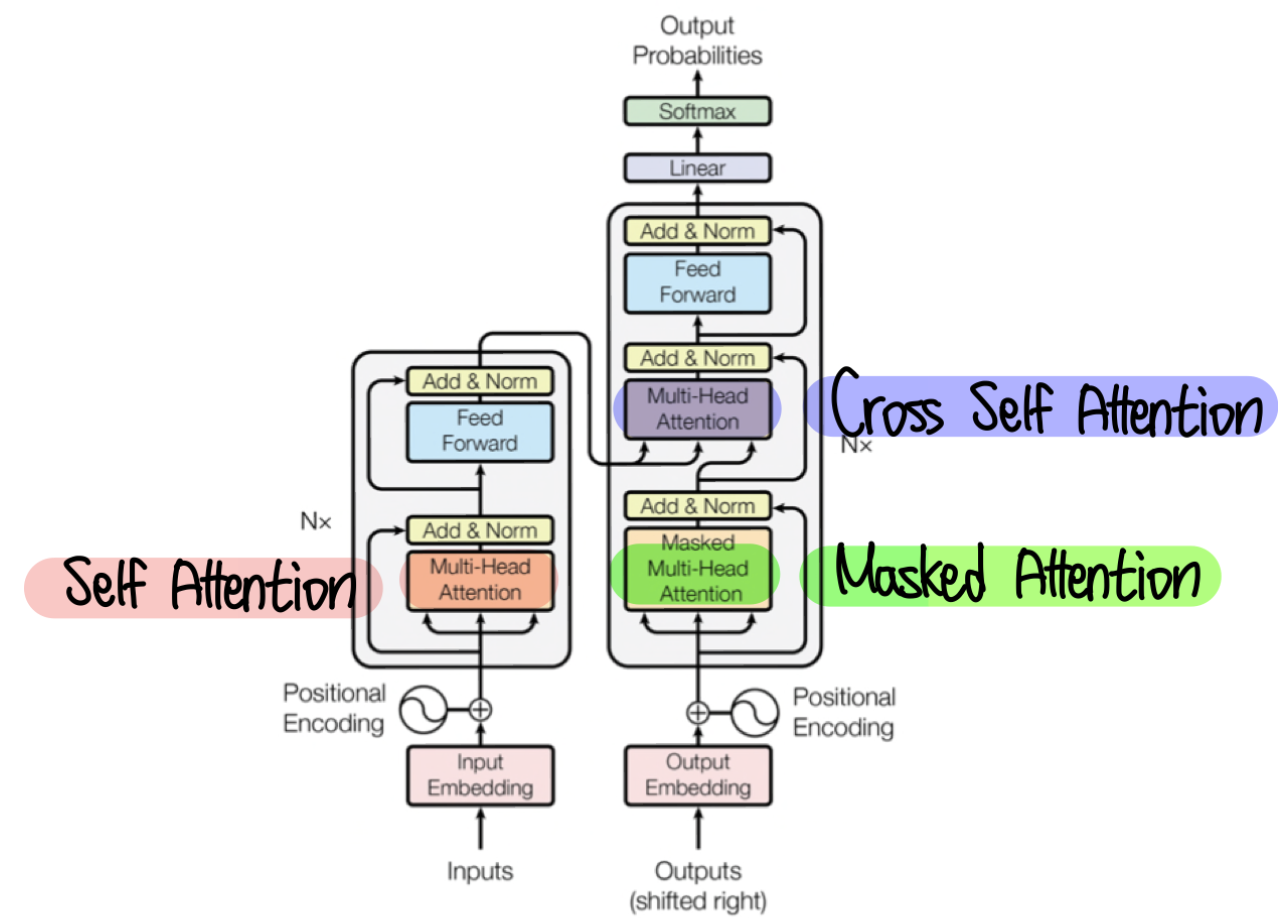 Output
Probabilities
Softmax
Linear
Add & Norm
Feed
Forward
Add & Norm
Multi-Head
Attention
Cross Self Attention
Nx
Add & Norm
Masked
Multi-Head
Attention
Masked Attention
Add & Norm
Feed
Forward
Nx
Add & Norm
Multi-Head
Attention
Self Attention
Positional
Encoding
Positional
Encoding
Input
Embedding
Output
Embedding
Inputs
Outputs
(shifted right)